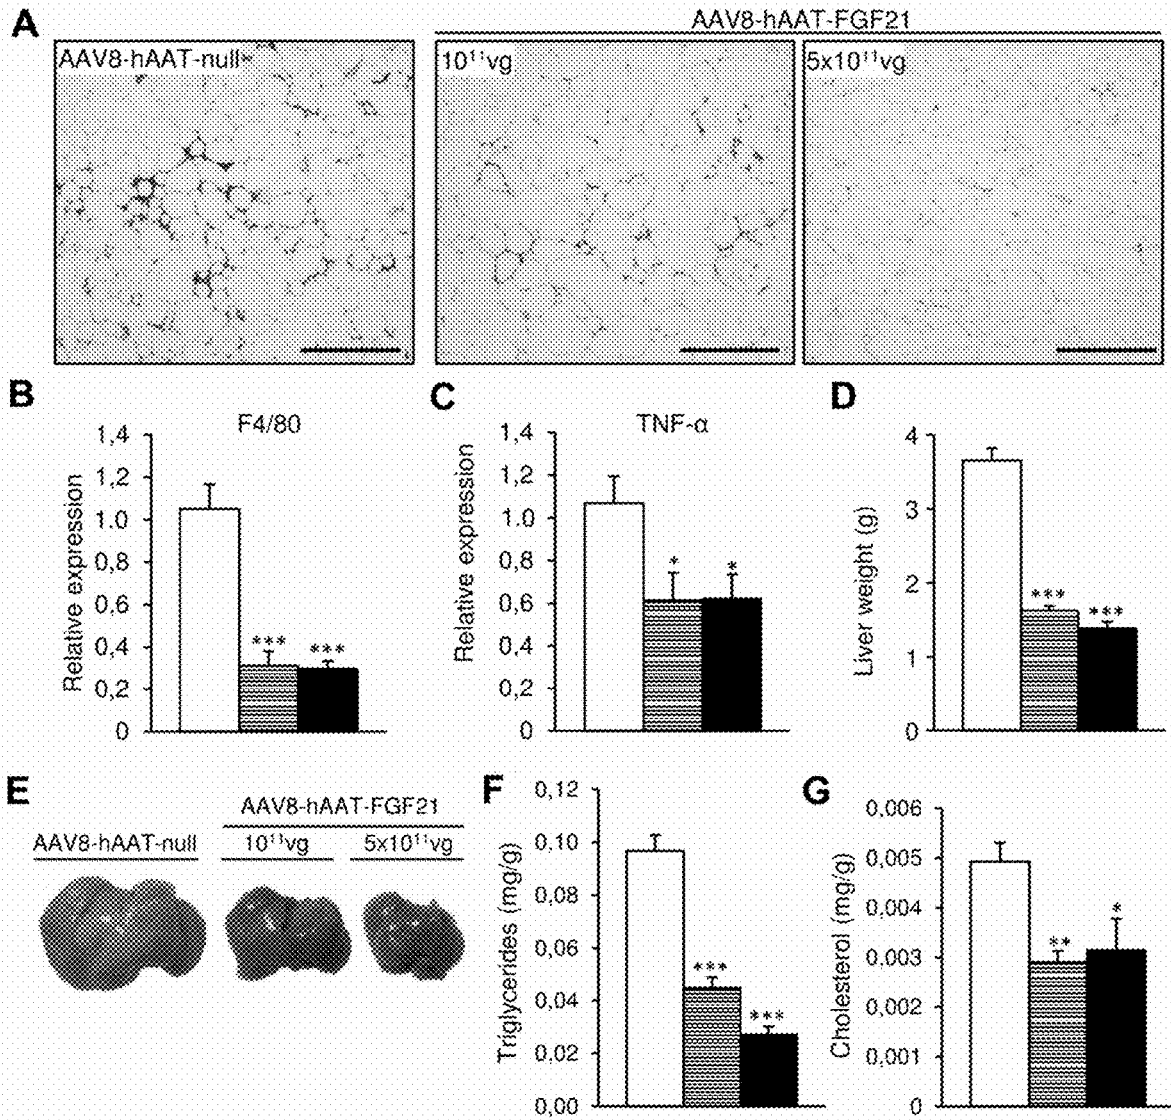 A
AAV8-hAAT-FGF21
AAV8-hAAT-null
10¹¹vg
5x10¹¹vg
B
F4/80
Relative expression
1,4
1,2
1.0
0,8
0,6
0,4
0,2
0
***
***
C
TNF-α
Relative expression
1,4
1,2
1.0
0,8
0,6
0,4
0,2
0
*
*
D
Liver weight (g)
4
3
2
1
0
***
***
E
AAV8-hAAT-FGF21
AAV8-hAAT-null
10¹¹vg
5x10¹¹vg
F
Triglycerides (mg/g)
0,12
0,10
0,08
0,06
0,04
0.02
0,00
***
***
G
Cholesterol (mg/g)
0,006
0,005
0,004
0,003
0,002
0,001
0
**
*